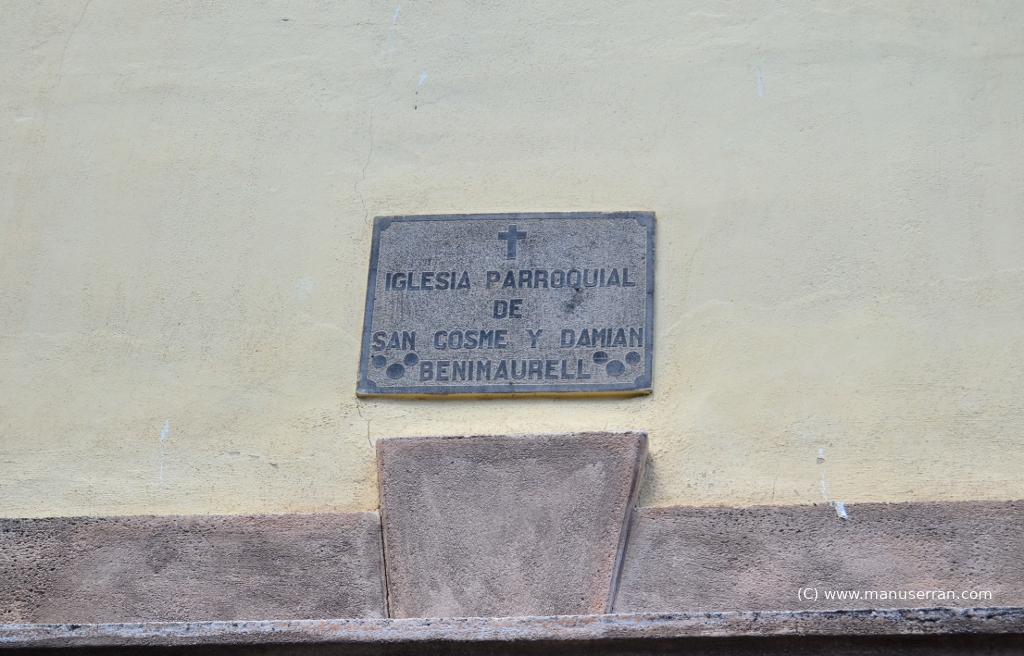 IGLESIA PARROQUIAL
DE
SAN COSME Y DAMIAN
BENIMAURELL
(C) www.manuserran.com